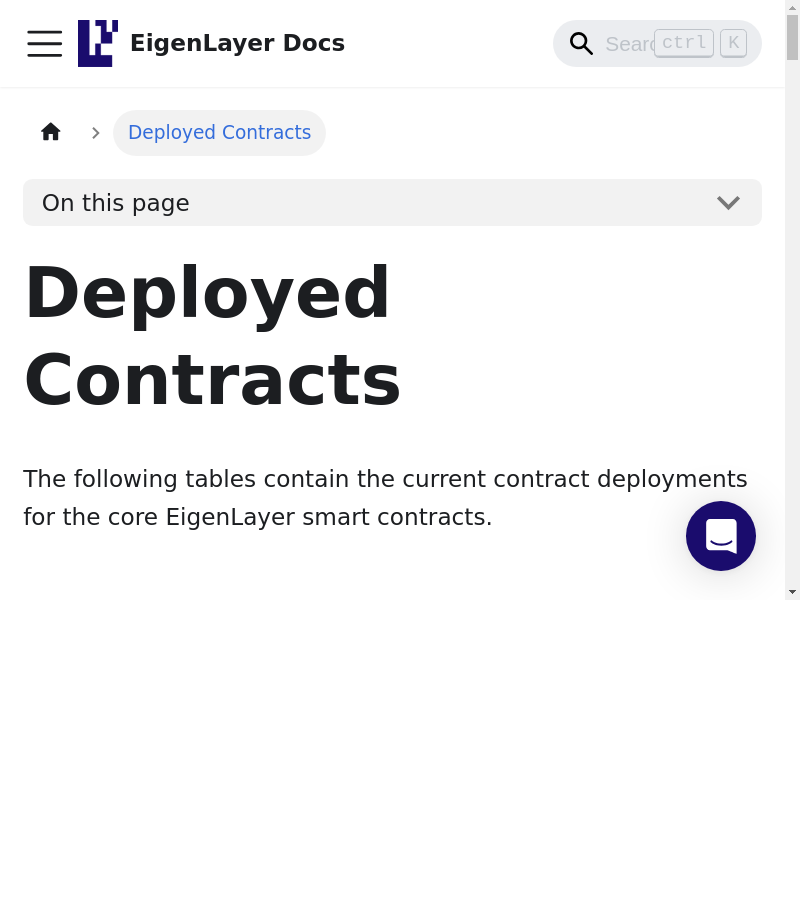 EigenLayer Docs
Sear ctrl K
Deployed Contracts
On this page
Deployed
Contracts
The following tables contain the current contract deployments
for the core EigenLayer smart contracts.